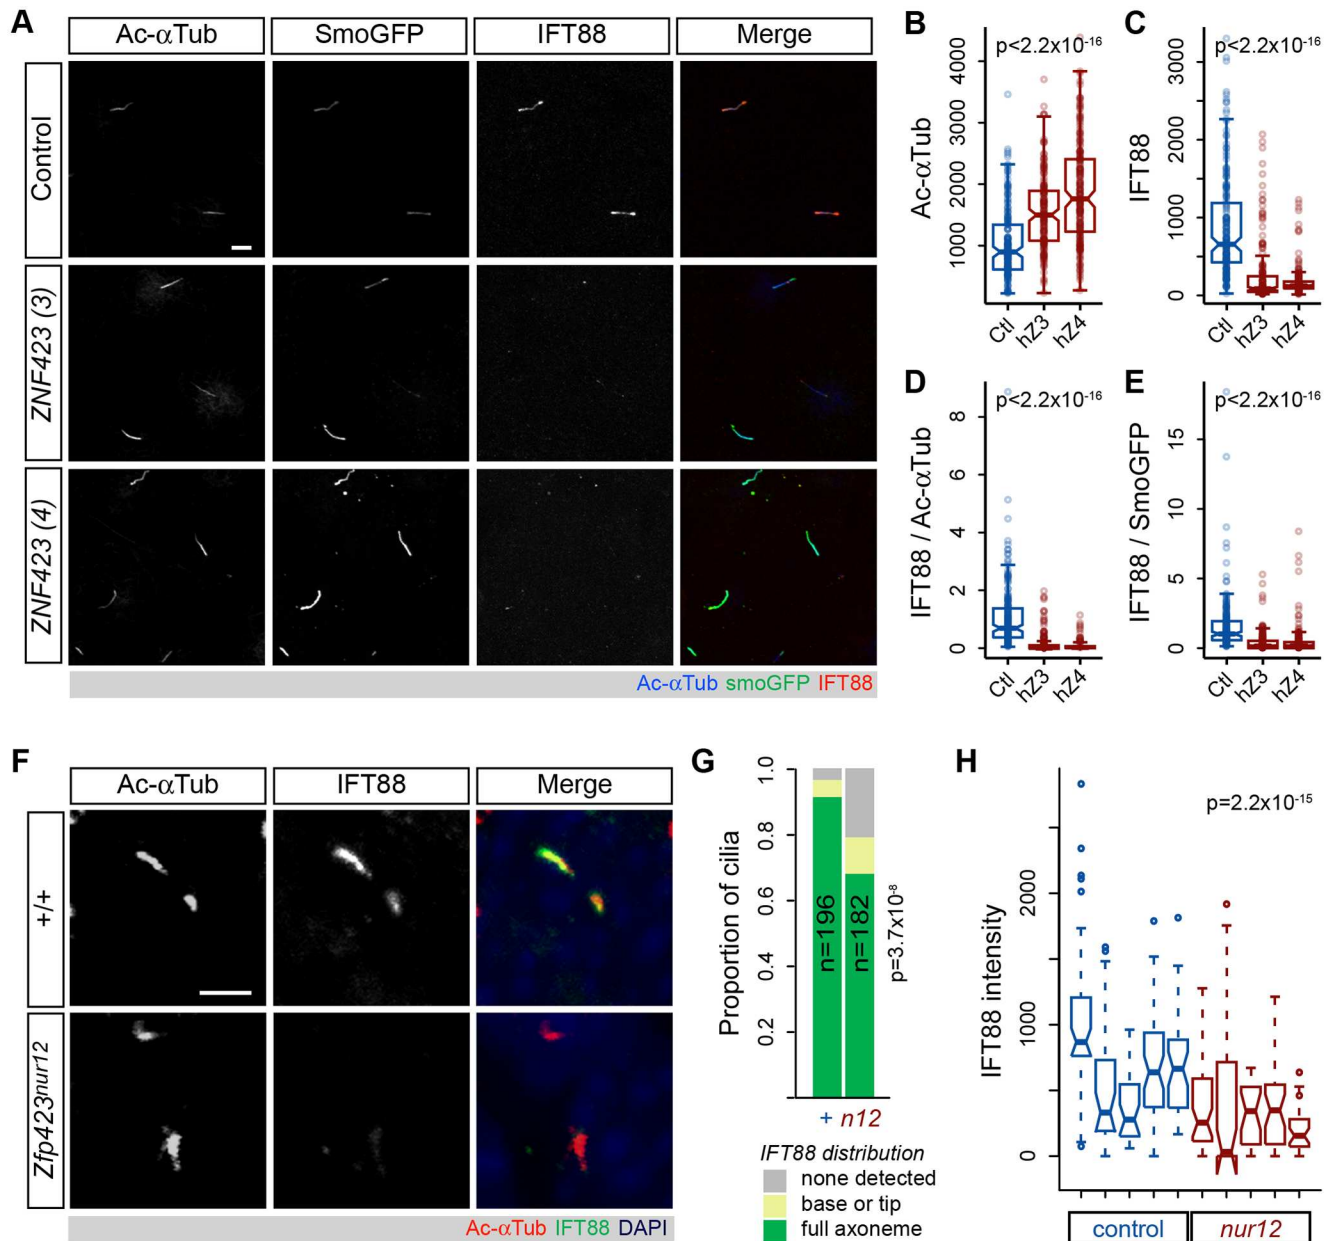 A
Ac-αTub SmoGFP IFT88 Merge
Control
ZNF423 (3)
ZNF423 (4)
Ac-αTub smoGFP IFT88
B
p<2.2x10-16
Ac-αTub
4000
3000
2000
1000
Ctl hZ3 hZ4
C
p<2.2x10-16
IFT88
3000
2000
1000
0
Ctl hZ3 hZ4
D
p<2.2x10-16
IFT88 / Ac-αTub
8
6
4
2
0
Ctl hZ3 hZ4
E
p<2.2x10-16
IFT88 / SmoGFP
15
10
5
0
Ctl hZ3 hZ4
F
Ac-αTub IFT88 Merge
+/+
Zfp423nur12
Ac-αTub IFT88 DAPI
G
Proportion of cilia
1.0
0.8
0.6
0.4
0.2
n=196
n=182
p=3.7x10-8
+ n12
IFT88 distribution
none detected
base or tip
full axoneme
H
p=2.2x10-15
IFT88 intensity
2000
1000
0
control nur12